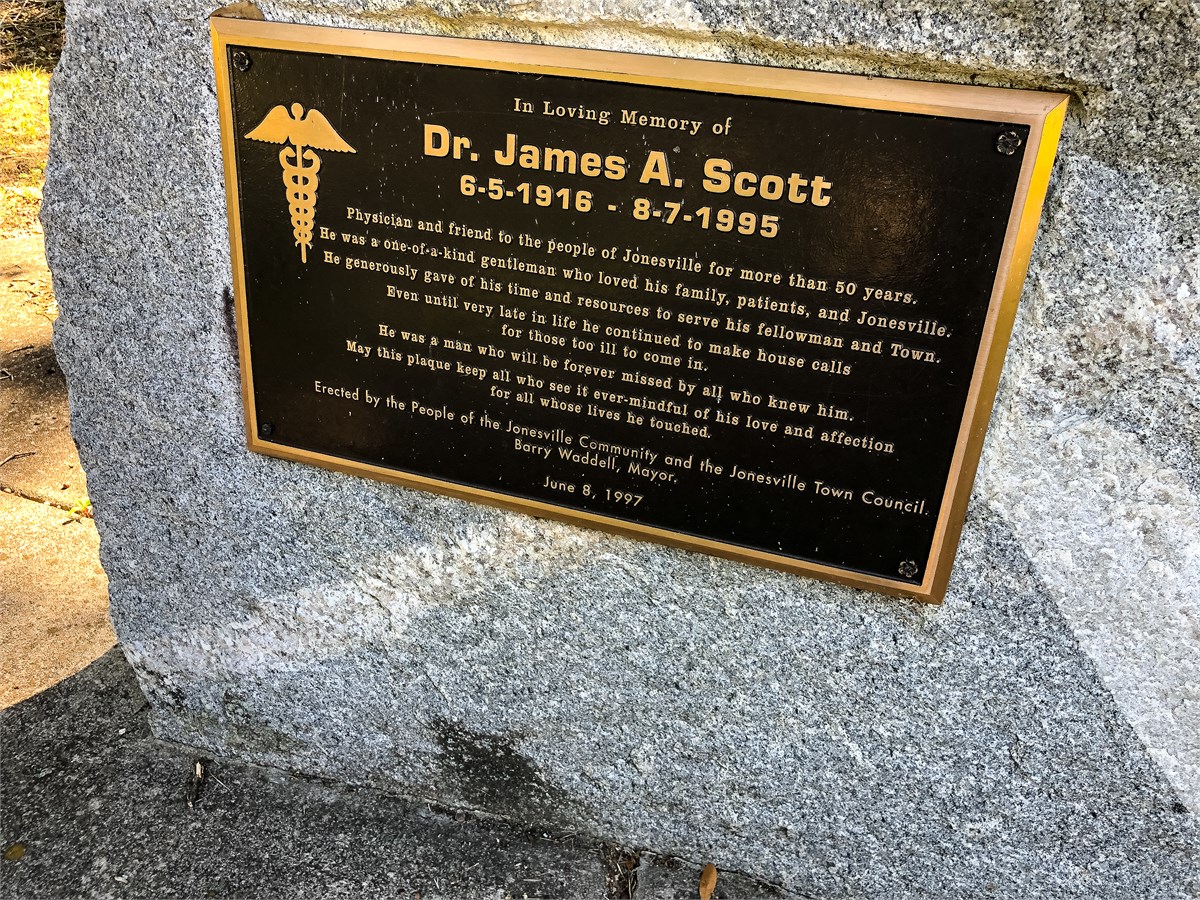 In Loving Memory of
Dr. James A. Scott
6-5-1916 - 8-7-1995
Physician and friend to the people of Jonesville for more than 50 years.
He was a one-of-a-kind gentleman who loved his family, patients, and Jonesville.
He generously gave of his time and resources to serve his fellowman and Town.
Even until very late in life he continued to make house calls
for those too ill to come in.
He was a man who will be forever missed by all who knew him.
May this plaque keep all who see it ever-mindful of his love and affection
for all whose lives he touched.
Erected by the People of the Jonesville Community and the Jonesville Town Council.
Barry Waddell, Mayor.
June 8, 1997